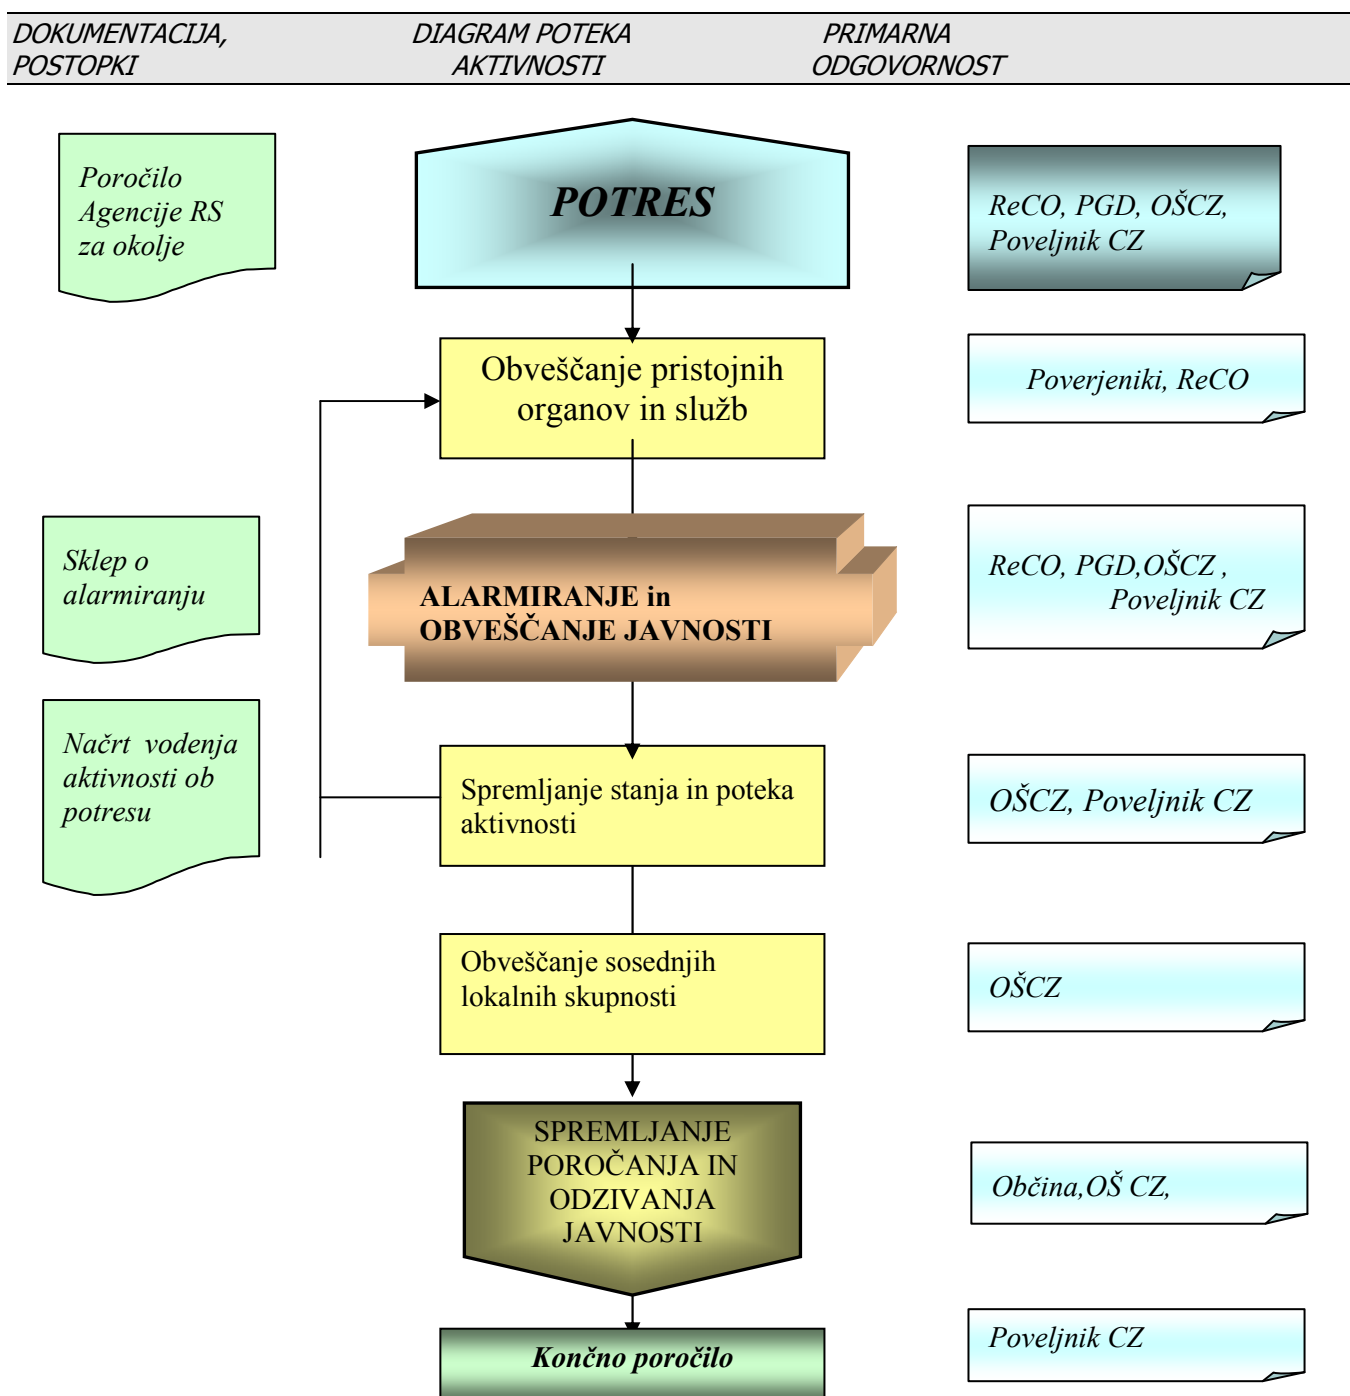 DOKUMENTACIJA, DIAGRAM POTEKA PRIMARNA
POSTOPKI AKTIVNOSTI ODGOVORNOST
Poročilo
Agencije RS
za okolje
POTRES
ReCO, PGD, OŠCZ,
Poveljnik CZ
Obveščanje pristojnih
organov in služb
Poverjeniki, ReCO
Sklep o
alarmiranju
ALARMIRANJE in
OBVEŠČANJE JAVNOSTI
ReCO, PGD,OŠCZ ,
Poveljnik CZ
Načrt vodenja
aktivnosti ob
potresu
Spremljanje stanja in poteka
aktivnosti
OŠCZ, Poveljnik CZ
Obveščanje sosednjih
lokalnih skupnosti
OŠCZ
SPREMLJANJE
POROČANJA IN
ODZIVANJA
JAVNOSTI
Občina,OŠ CZ,
Končno poročilo
Poveljnik CZ